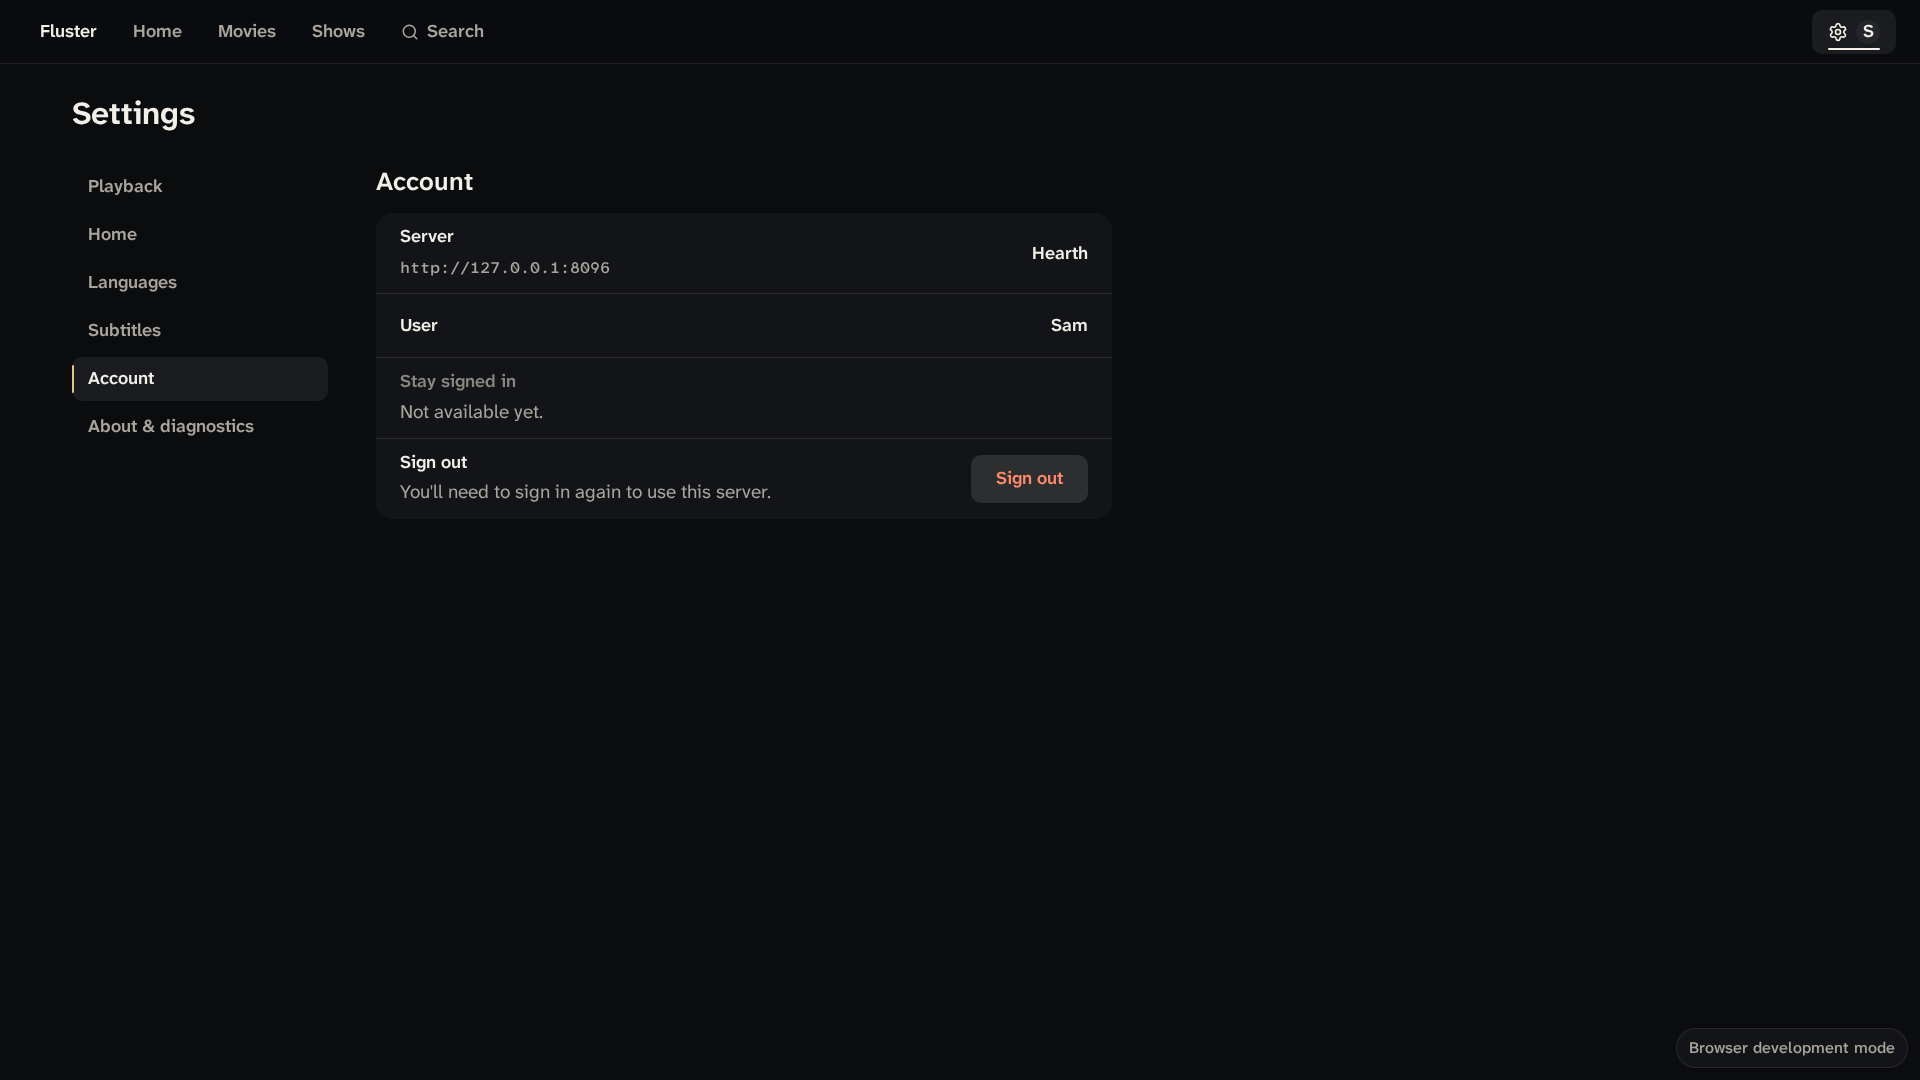 Fluster Home Movies Shows Search S
Settings
Playback
Home
Languages
Subtitles
Account
About & diagnostics
Account
Server
http://127.0.0.1:8096
Hearth
User
Sam
Stay signed in
Not available yet.
Sign out
You'll need to sign in again to use this server.
Sign out
Browser development mode